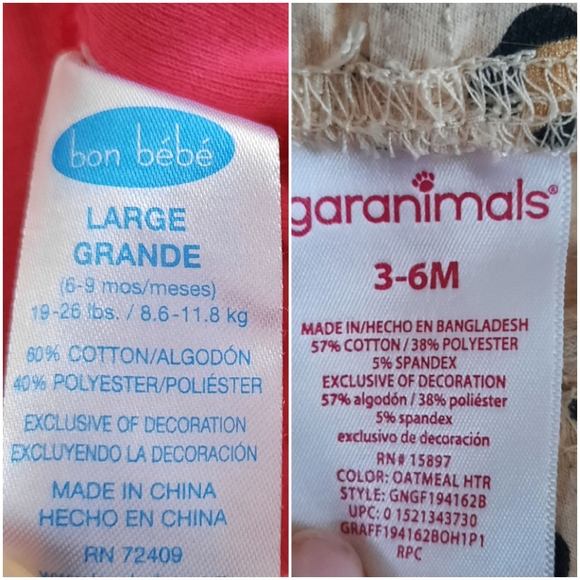 bon bébé
LARGE
GRANDE
(6-9 mos/meses)
19-26 lbs. / 8.6-11.8 kg
60% COTTON/ALGODÓN
40% POLYESTER/POLIÉSTER
EXCLUSIVE OF DECORATION
EXCLUYENDO LA DECORACIÓN
MADE IN CHINA
HECHO EN CHINA
RN 72409
garanimals®
3-6M
MADE IN/HECHO EN BANGLADESH
57% COTTON / 38% POLYESTER
5% SPANDEX
EXCLUSIVE OF DECORATION
57% algodón / 38% poliéster
5% spandex
exclusivo de decoración
RN# 15897
COLOR: OATMEAL HTR
STYLE: GNGF194162B
UPC: 0 1521343730
GRAFF194162BOH1P1
RPC